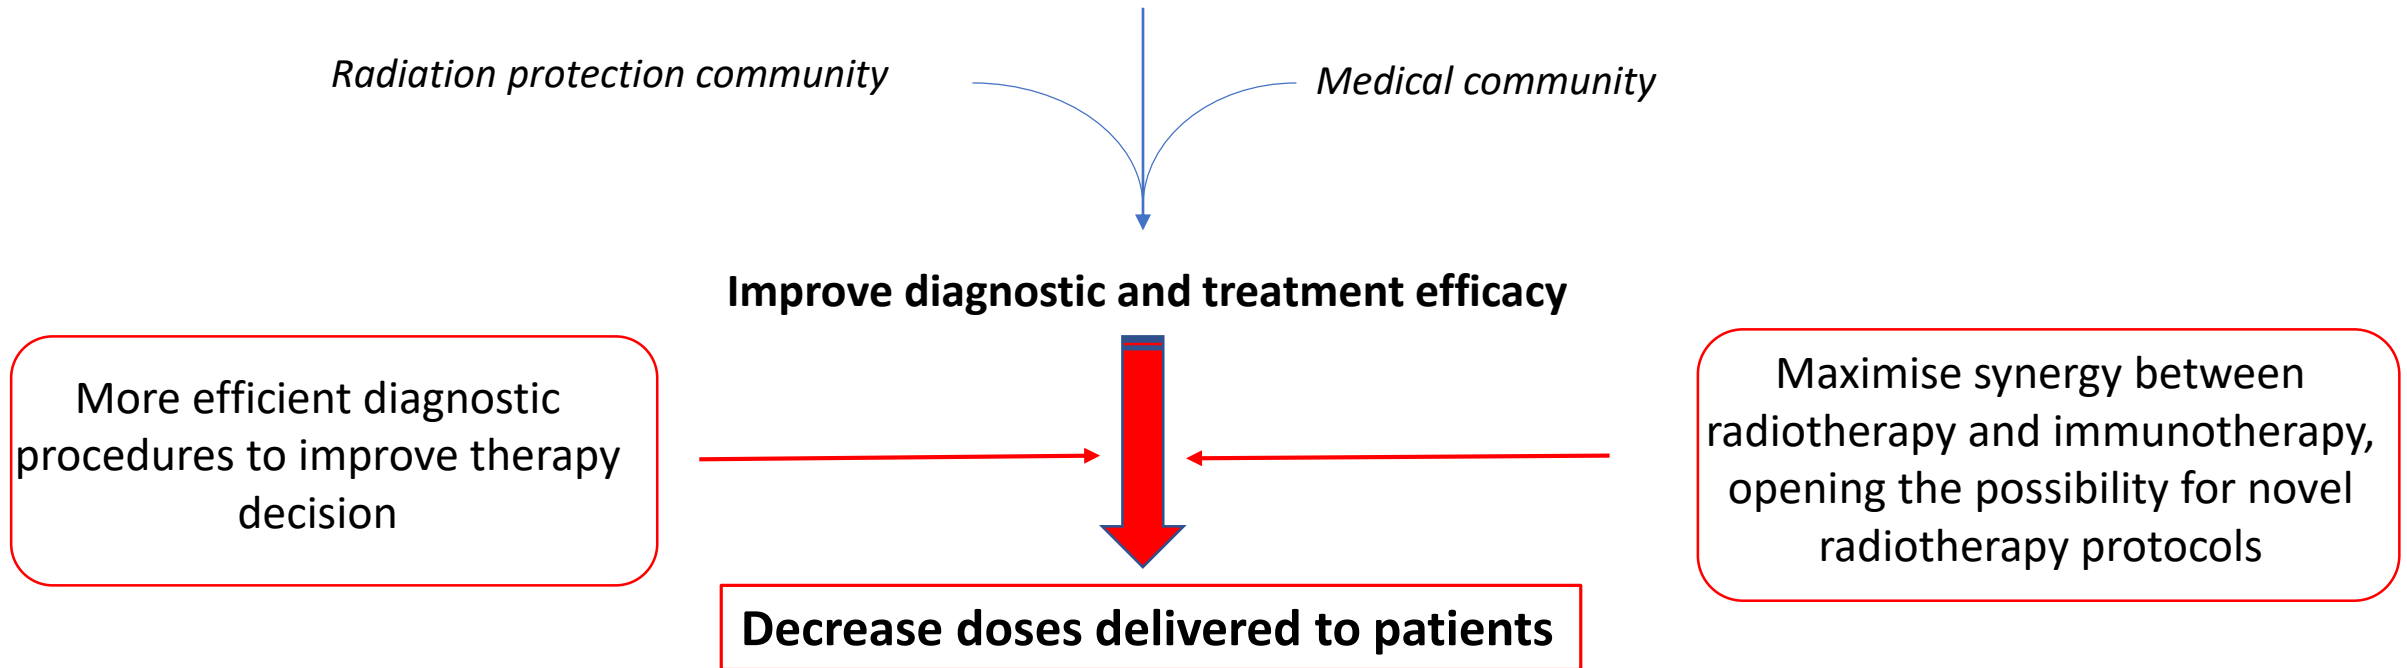 Radiation protection community
Medical community
Improve diagnostic and treatment efficacy
More efficient diagnostic
procedures to improve therapy
decision
Maximise synergy between
radiotherapy and immunotherapy,
opening the possibility for novel
radiotherapy protocols
Decrease doses delivered to patients